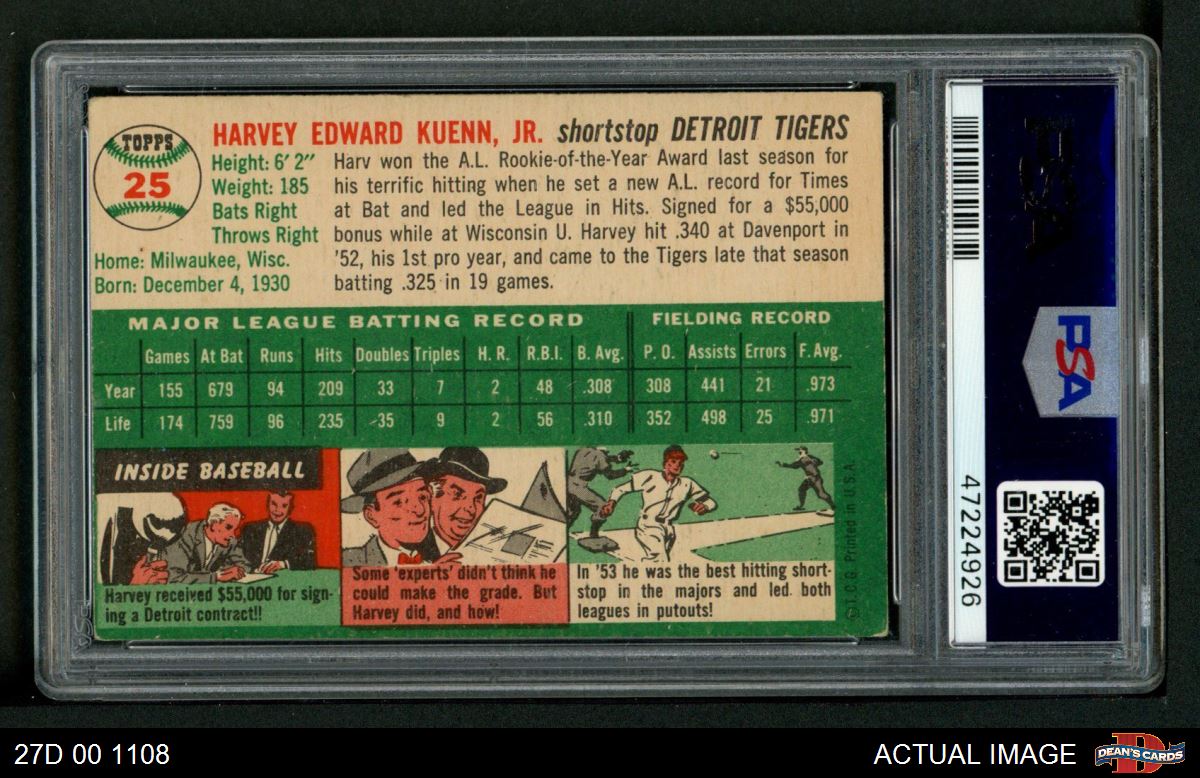 TOPPS
25
HARVEY EDWARD KUENN, JR. shortstop DETROIT TIGERS
Height: 6' 2"
Weight: 185
Bats Right
Throws Right
Home: Milwaukee, Wisc.
Born: December 4, 1930
Harv won the A.L. Rookie-of-the-Year Award last season for
his terrific hitting when he set a new A.L. record for Times
at Bat and led the League in Hits. Signed for a $55,000
bonus while at Wisconsin U. Harvey hit .340 at Davenport in
'52, his 1st pro year, and came to the Tigers late that season
batting .325 in 19 games.
MAJOR LEAGUE BATTING RECORD FIELDING RECORD
Games At Bat Runs Hits Doubles Triples H. R. R.B.I. B. Avg. P. O. Assists Errors F. Avg.
Year 155 679 94 209 33 7 2 48 .308 308 441 21 .973
Life 174 759 96 235 35 9 2 56 .310 352 498 25 .971
INSIDE BASEBALL
Harvey received $55,000 for sign-
ing a Detroit contract!!
Some 'experts' didn't think he
could make the grade. But
Harvey did, and how!
In '53 he was the best hitting short-
stop in the majors and led both
leagues in putouts!
© T.C.G. Printed in U.S.A.
PSA
47224926
27D 00 1108
ACTUAL IMAGE
DEAN'S CARDS